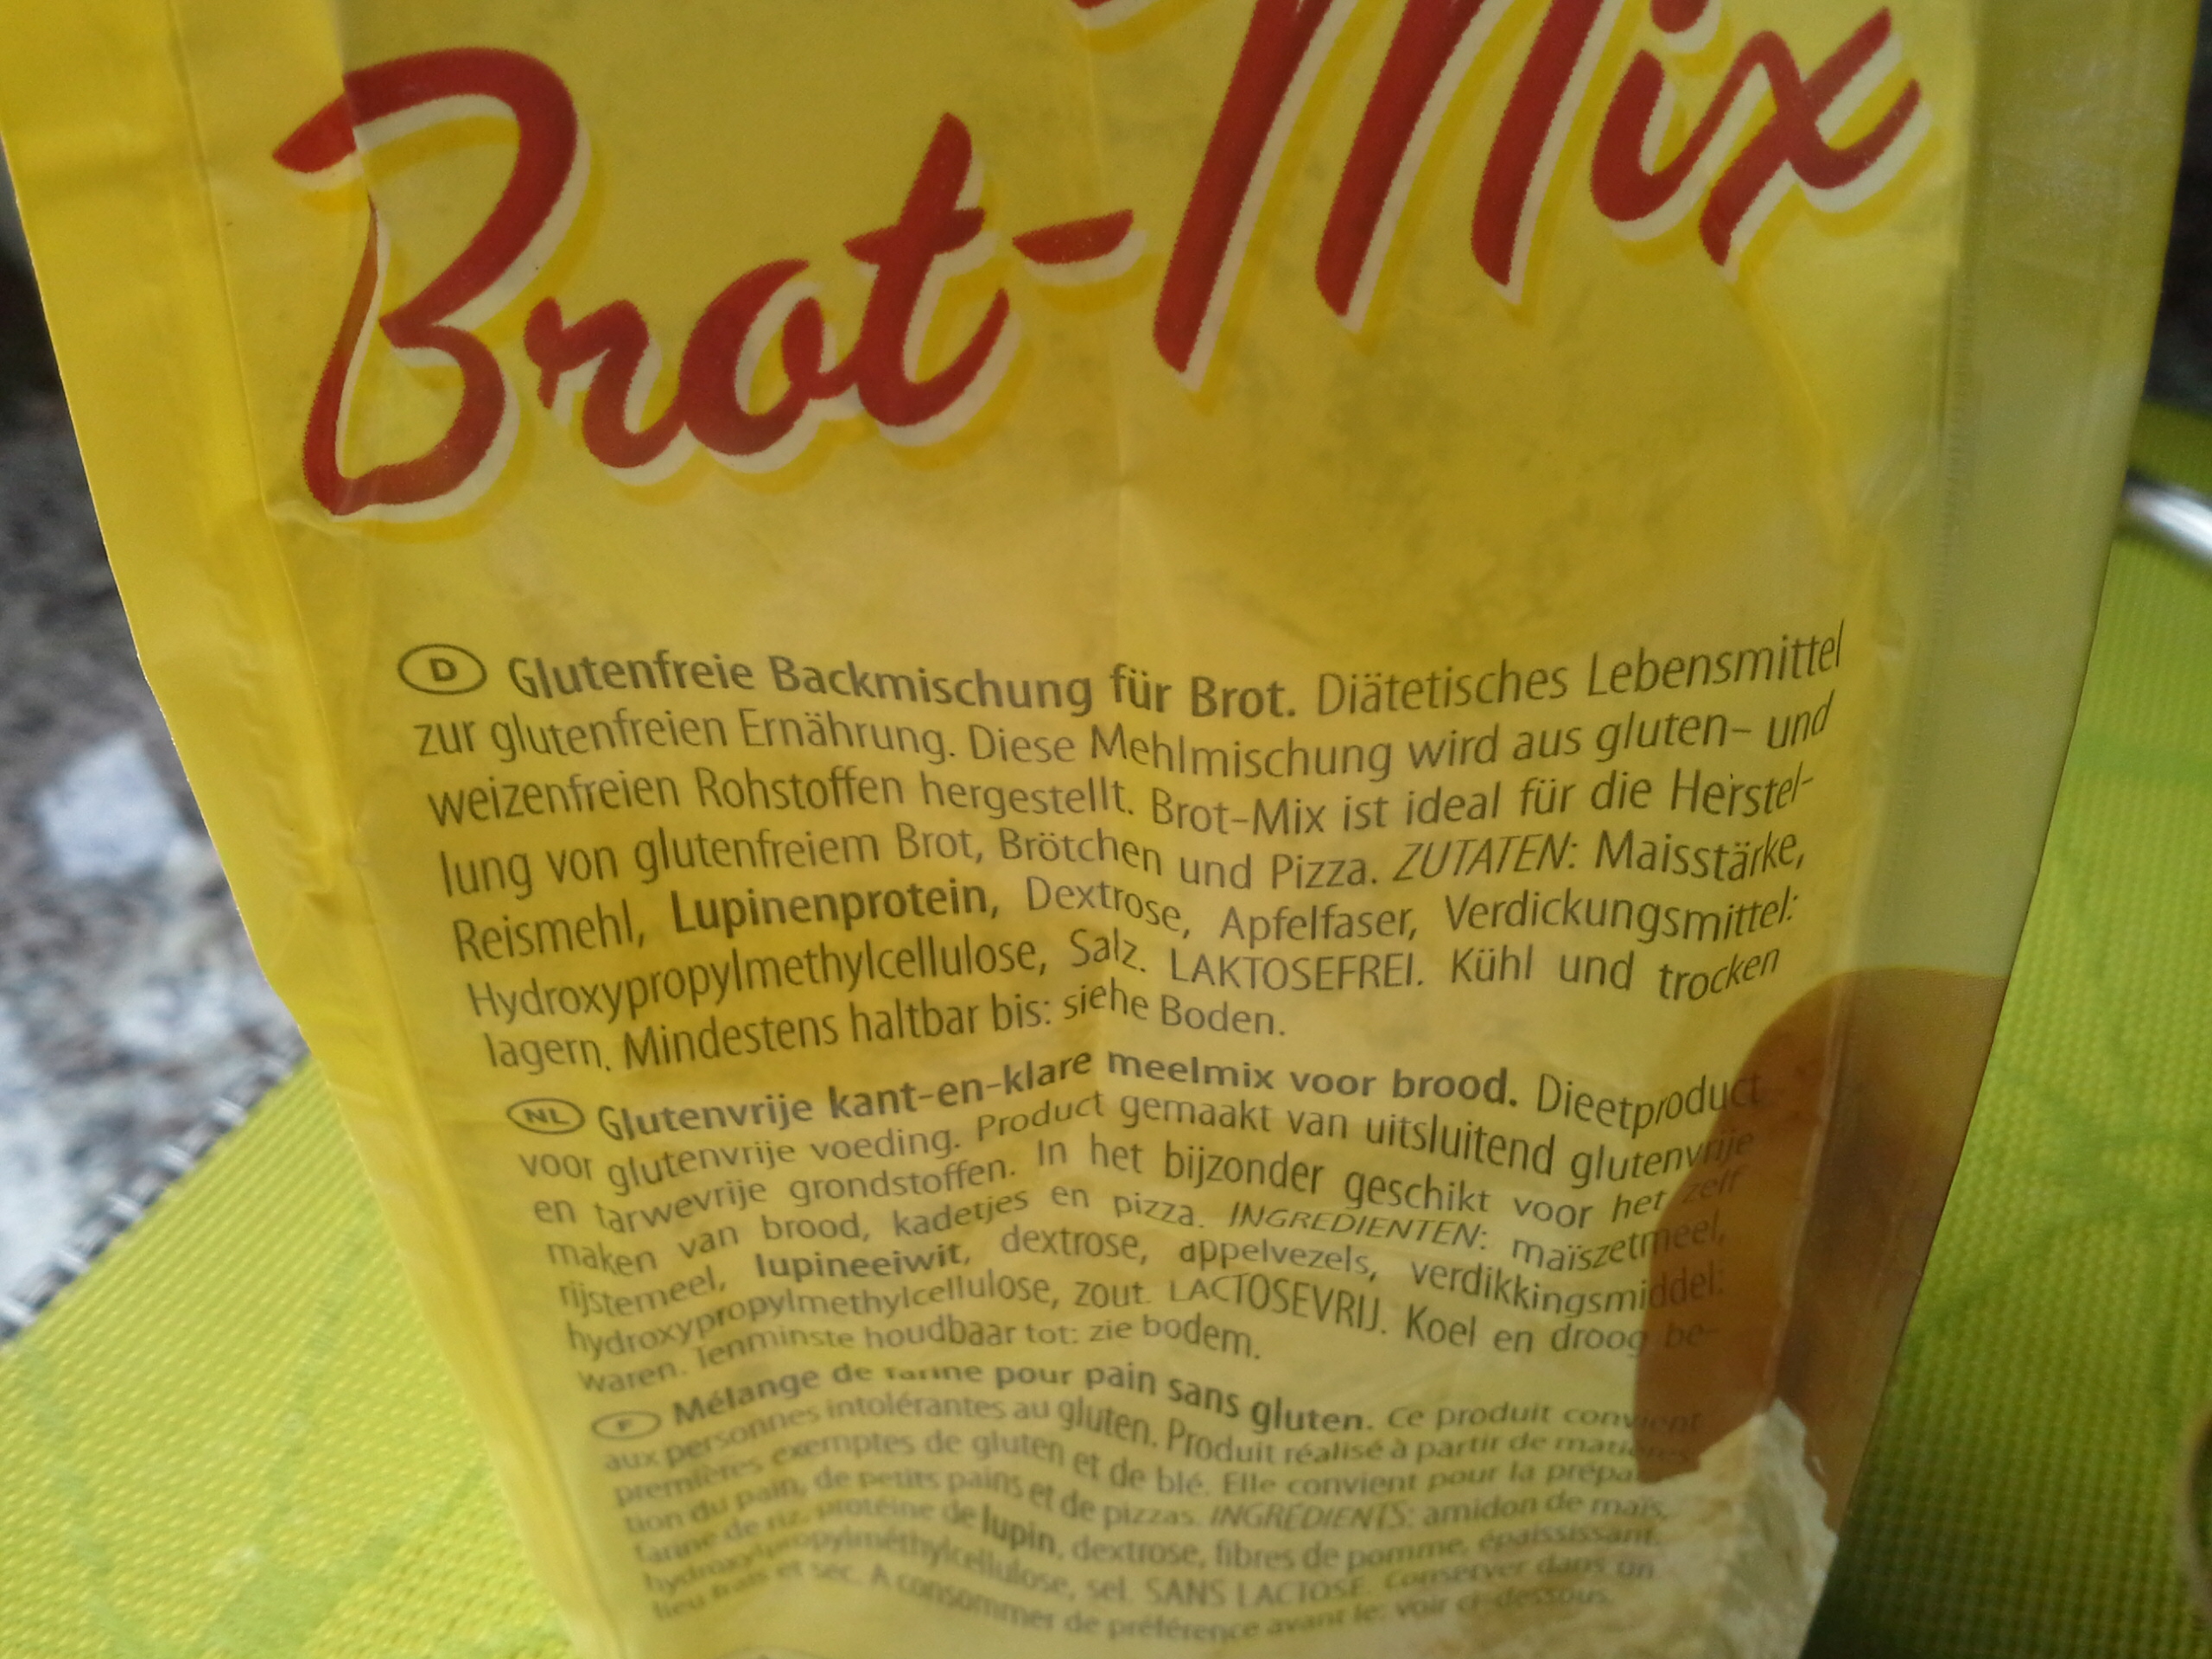 Brot-Mix
D Glutenfreie Backmischung für Brot. Diätetisches Lebensmittel
zur glutenfreien Ernährung. Diese Mehlmischung wird aus gluten- und
weizenfreien Rohstoffen hergestellt. Brot-Mix ist ideal für die Herstel-
lung von glutenfreiem Brot, Brötchen und Pizza. ZUTATEN: Maisstärke,
Reismehl, Lupinenprotein, Dextrose, Apfelfaser, Verdickungsmittel:
Hydroxypropylmethylcellulose, Salz. LAKTOSEFREI. Kühl und trocken
lagern. Mindestens haltbar bis: siehe Boden.
NL Glutenvrije kant-en-klare meelmix voor brood. Dieetproduct
voor glutenvrije voeding. Product gemaakt van uitsluitend glutenvrije
en tarwevrije grondstoffen. In het bijzonder geschikt voor het zelf
maken van brood, kadetjes en pizza. INGREDIENTEN: maïszetmeel,
rijstemeel, lupineeiwit, dextrose, appelvezels, verdikkingsmiddel:
hydroxypropylmethylcellulose, zout. LACTOSEVRIJ. Koel en droog be-
waren. Tenminste houdbaar tot: zie bodem.
F Mélange de farine pour pain sans gluten. Ce produit convient
aux personnes intolérantes au gluten. Produit réalisé à partir de matières
premières exemptes de gluten et de blé. Elle convient pour la prépa
tion du pain, de petits pains et de pizzas. INGRÉDIENTS: amidon de maïs,
farine de riz, protéine de lupin, dextrose, fibres de pomme, épaississant:
hydroxylpropylméthylcellulose, sel. SANS LACTOSE. Conserver dans un
lieu frais et sec. A consommer de préférence avant le: voir ci-dessous.